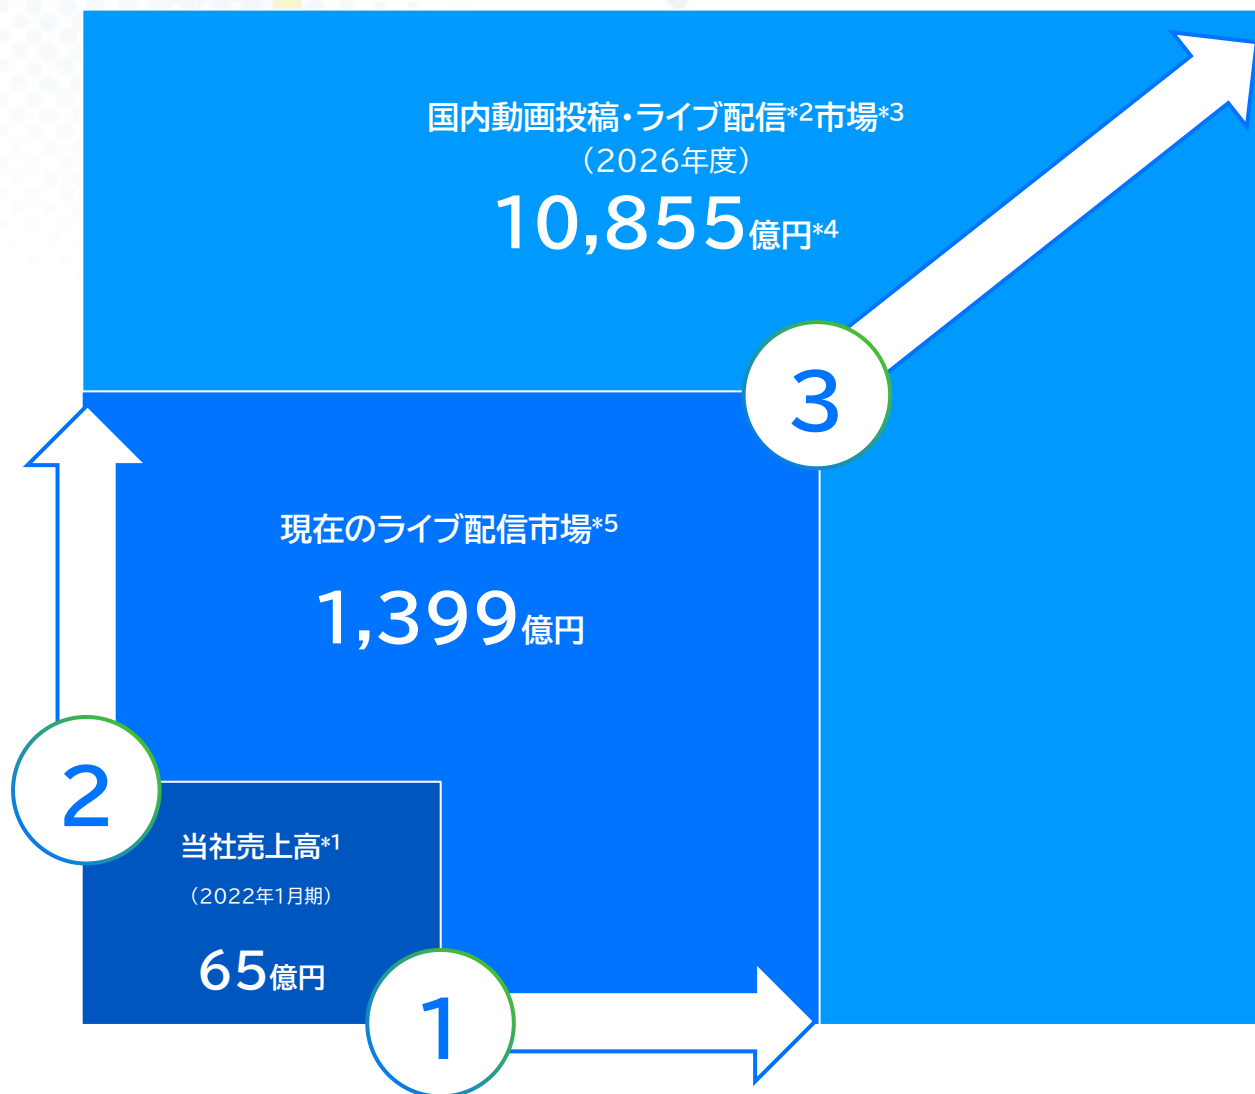 国内動画投稿・ライブ配信*2市場*3
(2026年度)
10,855億円*4
3
現在のライブ配信市場*5
1,399億円
2
当社売上高*1
(2022年1月期)
65億円
1